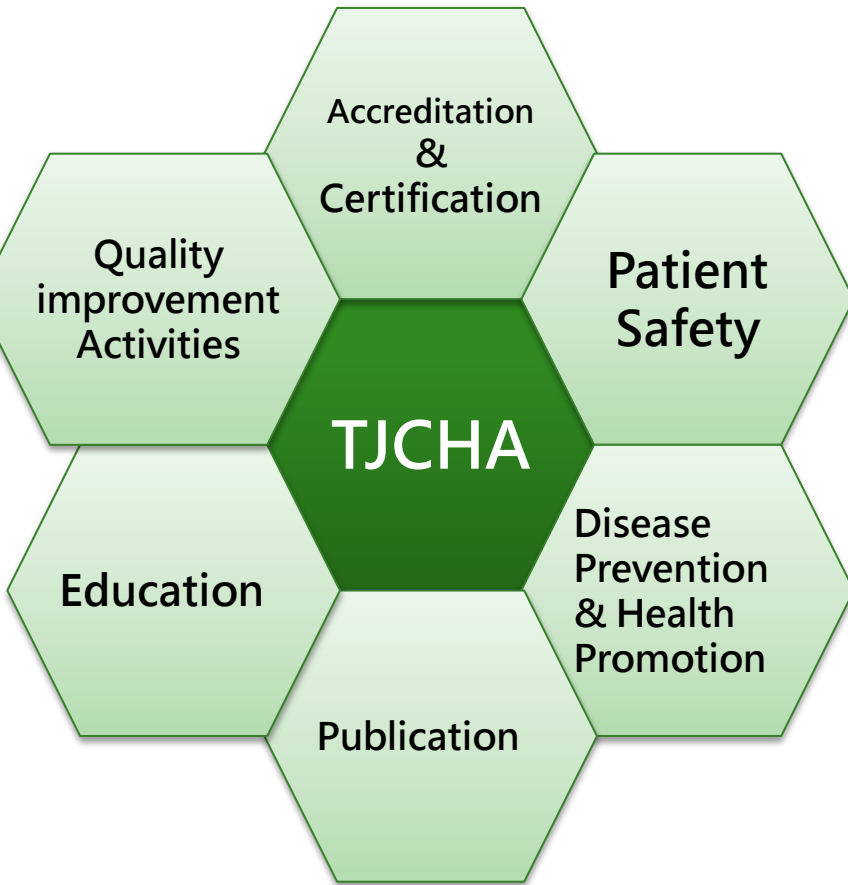 Accreditation
&
Certification
Patient
Safety
Disease
Prevention
& Health
Promotion
Publication
Education
Quality
improvement
Activities
TJCHA